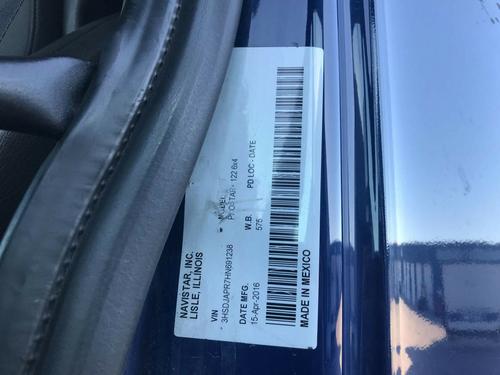 NAVISTAR, INC.
LISLE, ILLINOIS
VIN
3HSDJAPR7HN691238
MODEL
PROSTAR+ 122 6x4
DATE MFG.
15-Apr-2016
W.B.
575
PD LOC - DATE
MADE IN MEXICO